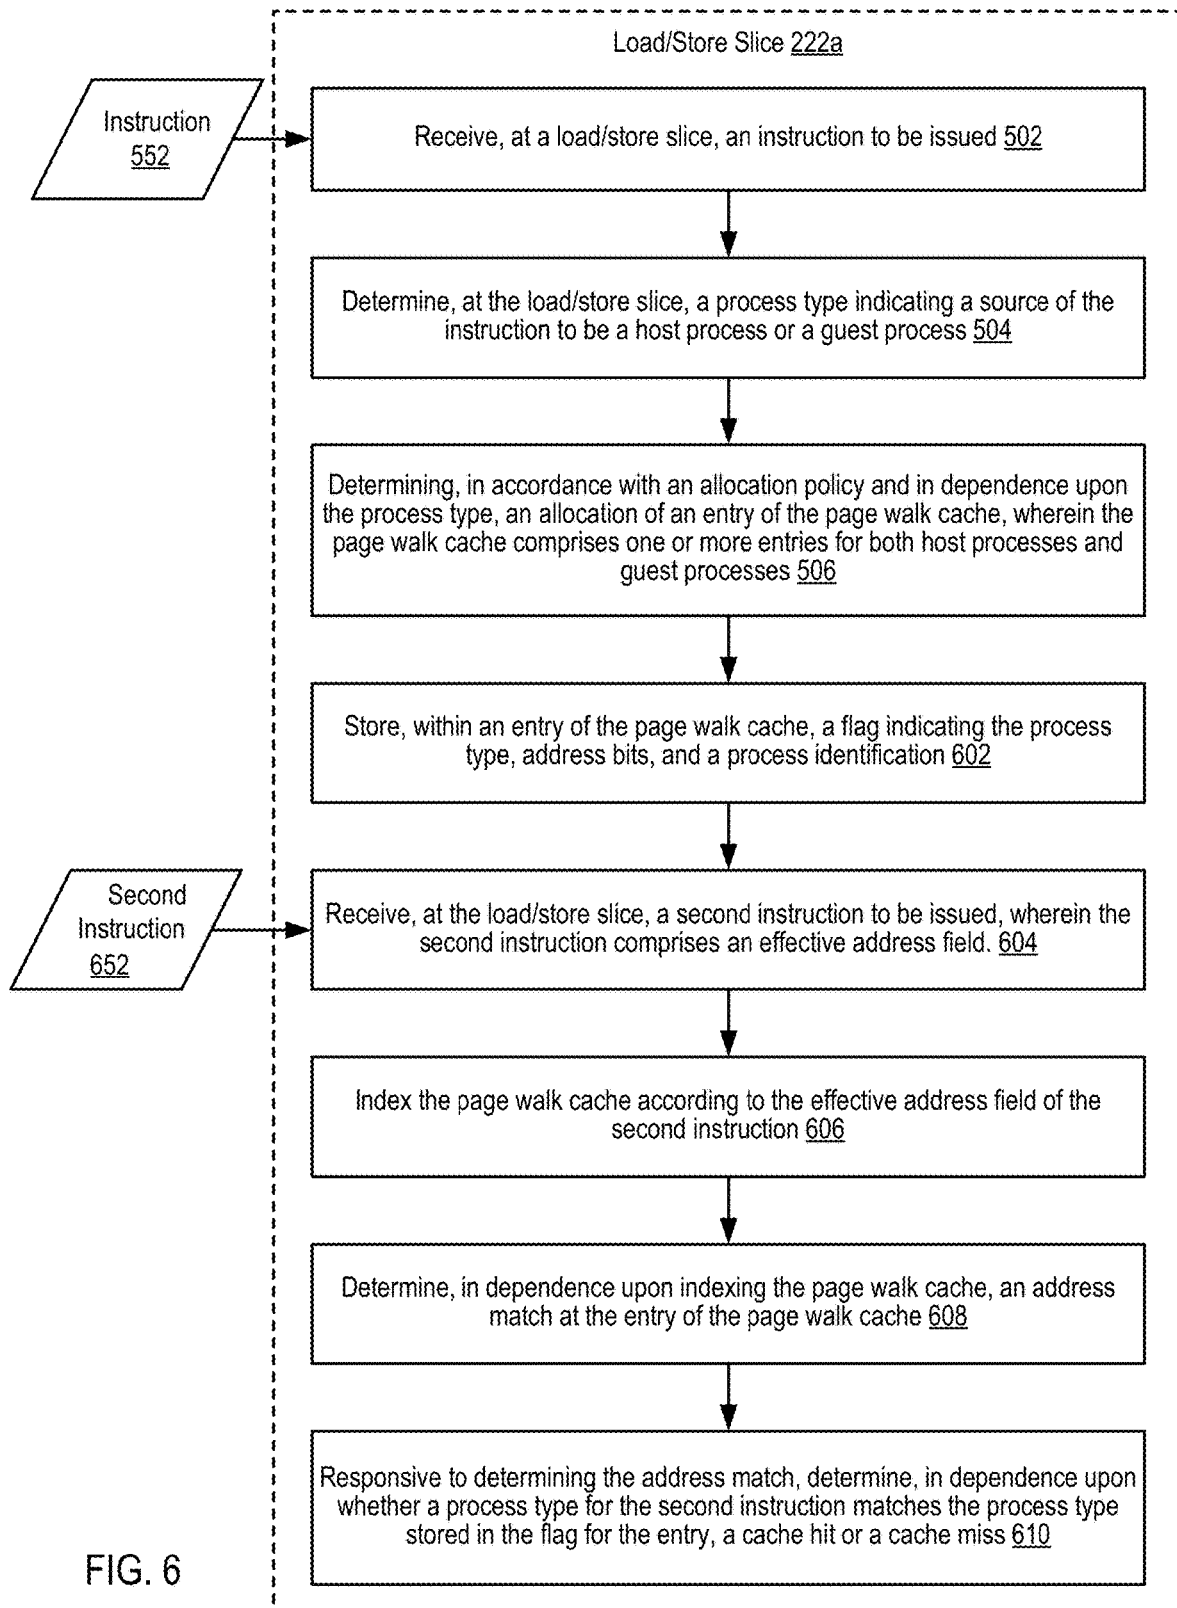 Load/Store Slice 222a
Instruction
552
Receive, at a load/store slice, an instruction to be issued 502
Determine, at the load/store slice, a process type indicating a source of the
instruction to be a host process or a guest process 504
Determining, in accordance with an allocation policy and in dependence upon
the process type, an allocation of an entry of the page walk cache, wherein the
page walk cache comprises one or more entries for both host processes and
guest processes 506
Store, within an entry of the page walk cache, a flag indicating the process
type, address bits, and a process identification 602
Second
Instruction
652
Receive, at the load/store slice, a second instruction to be issued, wherein the
second instruction comprises an effective address field. 604
Index the page walk cache according to the effective address field of the
second instruction 606
Determine, in dependence upon indexing the page walk cache, an address
match at the entry of the page walk cache 608
Responsive to determining the address match, determine, in dependence upon
whether a process type for the second instruction matches the process type
stored in the flag for the entry, a cache hit or a cache miss 610
FIG. 6